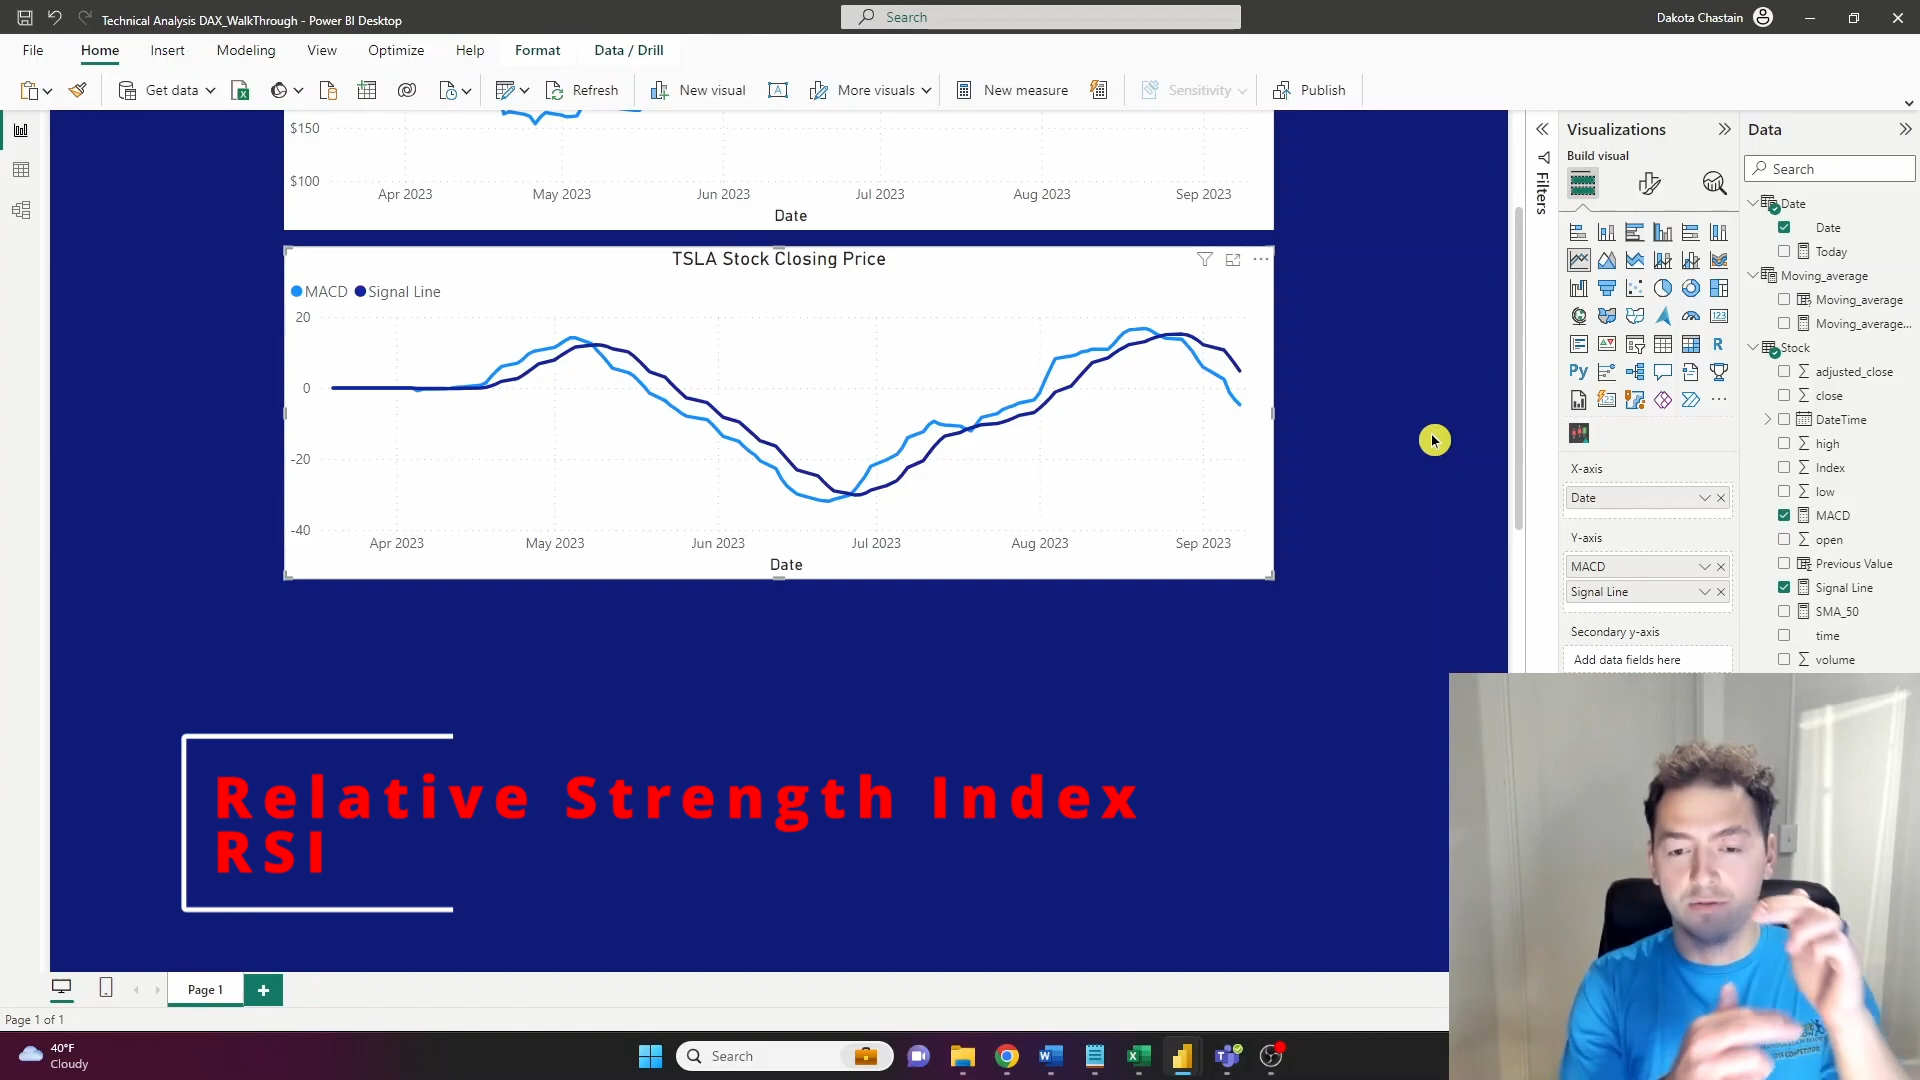 Technical Analysis DAX_WalkThrough - Power BI Desktop
Search
Dakota Chastain
File
Home
Insert
Modeling
View
Optimize
Help
Format
Data / Drill
Get data
Refresh
New visual
More visuals
New measure
Sensitivity
Publish
$150
$100
Apr 2023
May 2023
Jun 2023
Jul 2023
Aug 2023
Sep 2023
Date
TSLA Stock Closing Price
MACD
Signal Line
20
0
-20
-40
Apr 2023
May 2023
Jun 2023
Jul 2023
Aug 2023
Sep 2023
Date
Relative Strength Index
RSI
Filters
Visualizations
Build visual
123
R
Py
123
X-axis
Date
Y-axis
MACD
Signal Line
Secondary y-axis
Add data fields here
Data
Search
Date
Date
Today
Moving_average
Moving_average
Moving_average...
Stock
adjusted_close
close
DateTime
high
Index
low
MACD
open
Previous Value
Signal Line
SMA_50
time
volume
Page 1
Page 1 of 1
40°F
Cloudy
Search